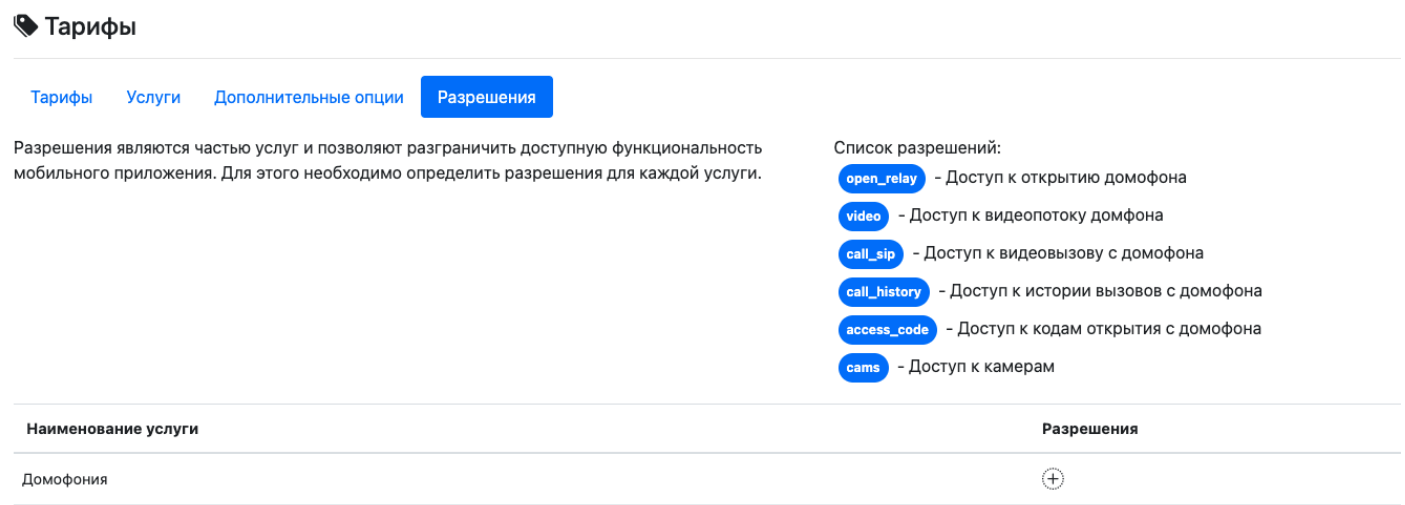 Тарифы
Тарифы Услуги Дополнительные опции Разрешения
Разрешения являются частью услуг и позволяют разграничить доступную функциональность
мобильного приложения. Для этого необходимо определить разрешения для каждой услуги.
Список разрешений:
open_relay - Доступ к открытию домофона
video - Доступ к видеопотоку домфона
call_sip - Доступ к видеовызову с домофона
call_history - Доступ к истории вызовов с домофона
access_code - Доступ к кодам открытия с домофона
cams - Доступ к камерам
Наименование услуги Разрешения
Домофония